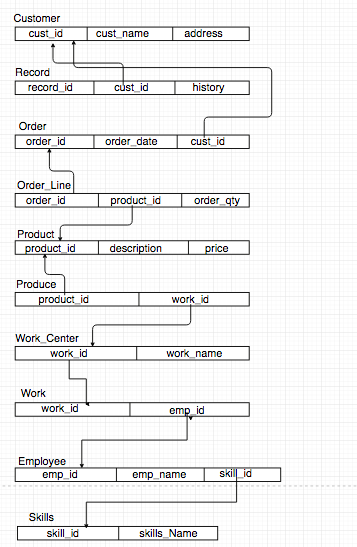 Customer
cust_id cust_name address
Record
record_id cust_id history
Order
order_id order_date cust_id
Order_Line
order_id product_id order_qty
Product
product_id description price
Produce
product_id work_id
Work_Center
work_id work_name
Work
work_id emp_id
Employee
emp_id emp_name skill_id
Skills
skill_id skills_Name